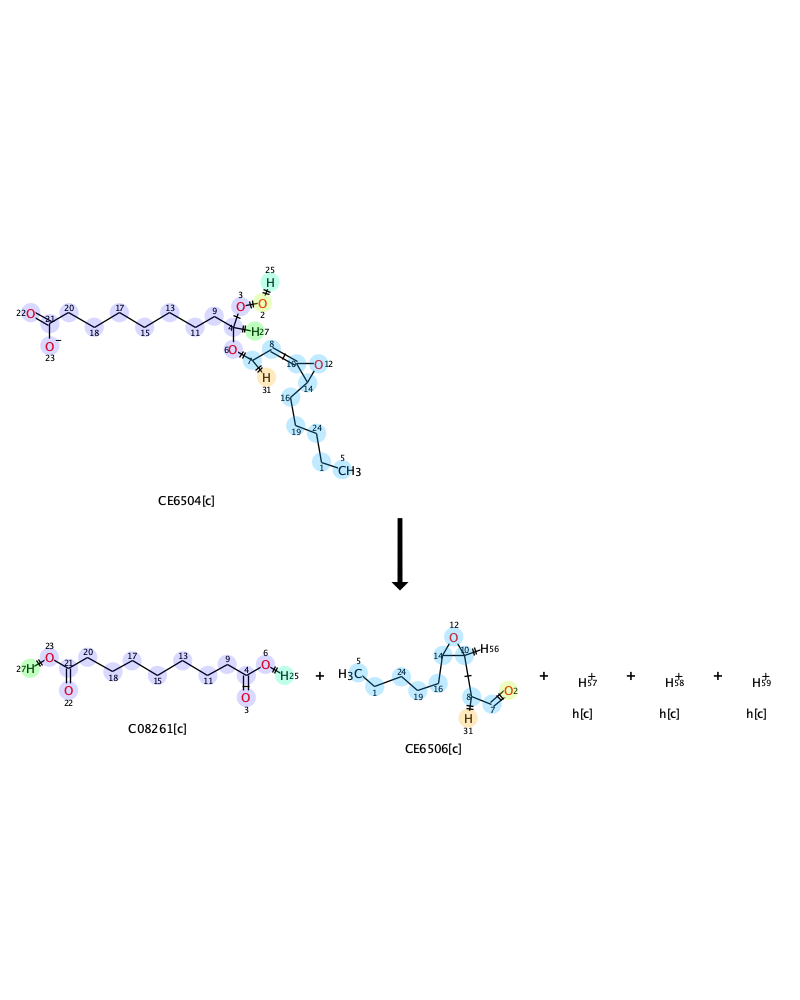 25
H
3
O O
2
22 O 21 20 18 17 15 13 11 9 4 H27
O −
23
6 O 7 8 10 O 12
H
31
14
16
19 24
1 5 CH3
CE6504[c]
12
O
H27 O 23 21 20 18 17 15 13 11 9 4 O 6 H25
O
22
O
3
+
5 H3C 1 24 19 16 14 10 H56
8 7 O2
H
31
+ H57 + + H58 + + H59 +
h[c] h[c] h[c]
C08261[c]
CE6506[c]